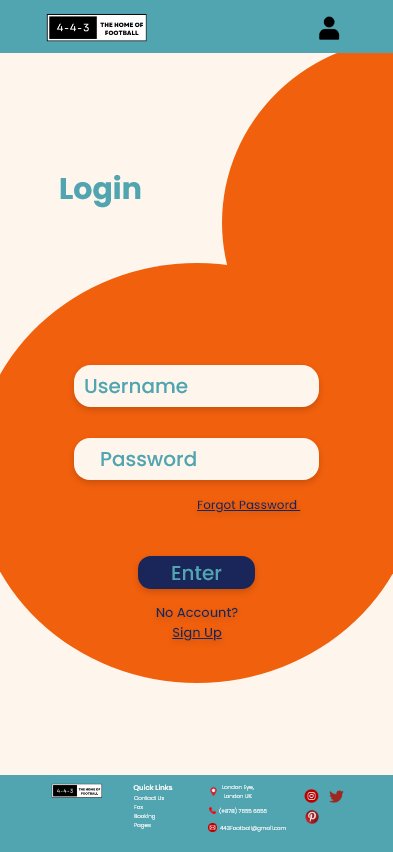 4-4-3 THE HOME OF
FOOTBALL
Login
Username
Password
Forgot Password
Enter
No Account?
Sign Up
4-4-3 THE HOME OF
FOOTBALL
Quick Links
Contact Us
Fax
Booking
Pages
London Eye,
London UK
(+878) 7555 6655
443Football@gmail.com